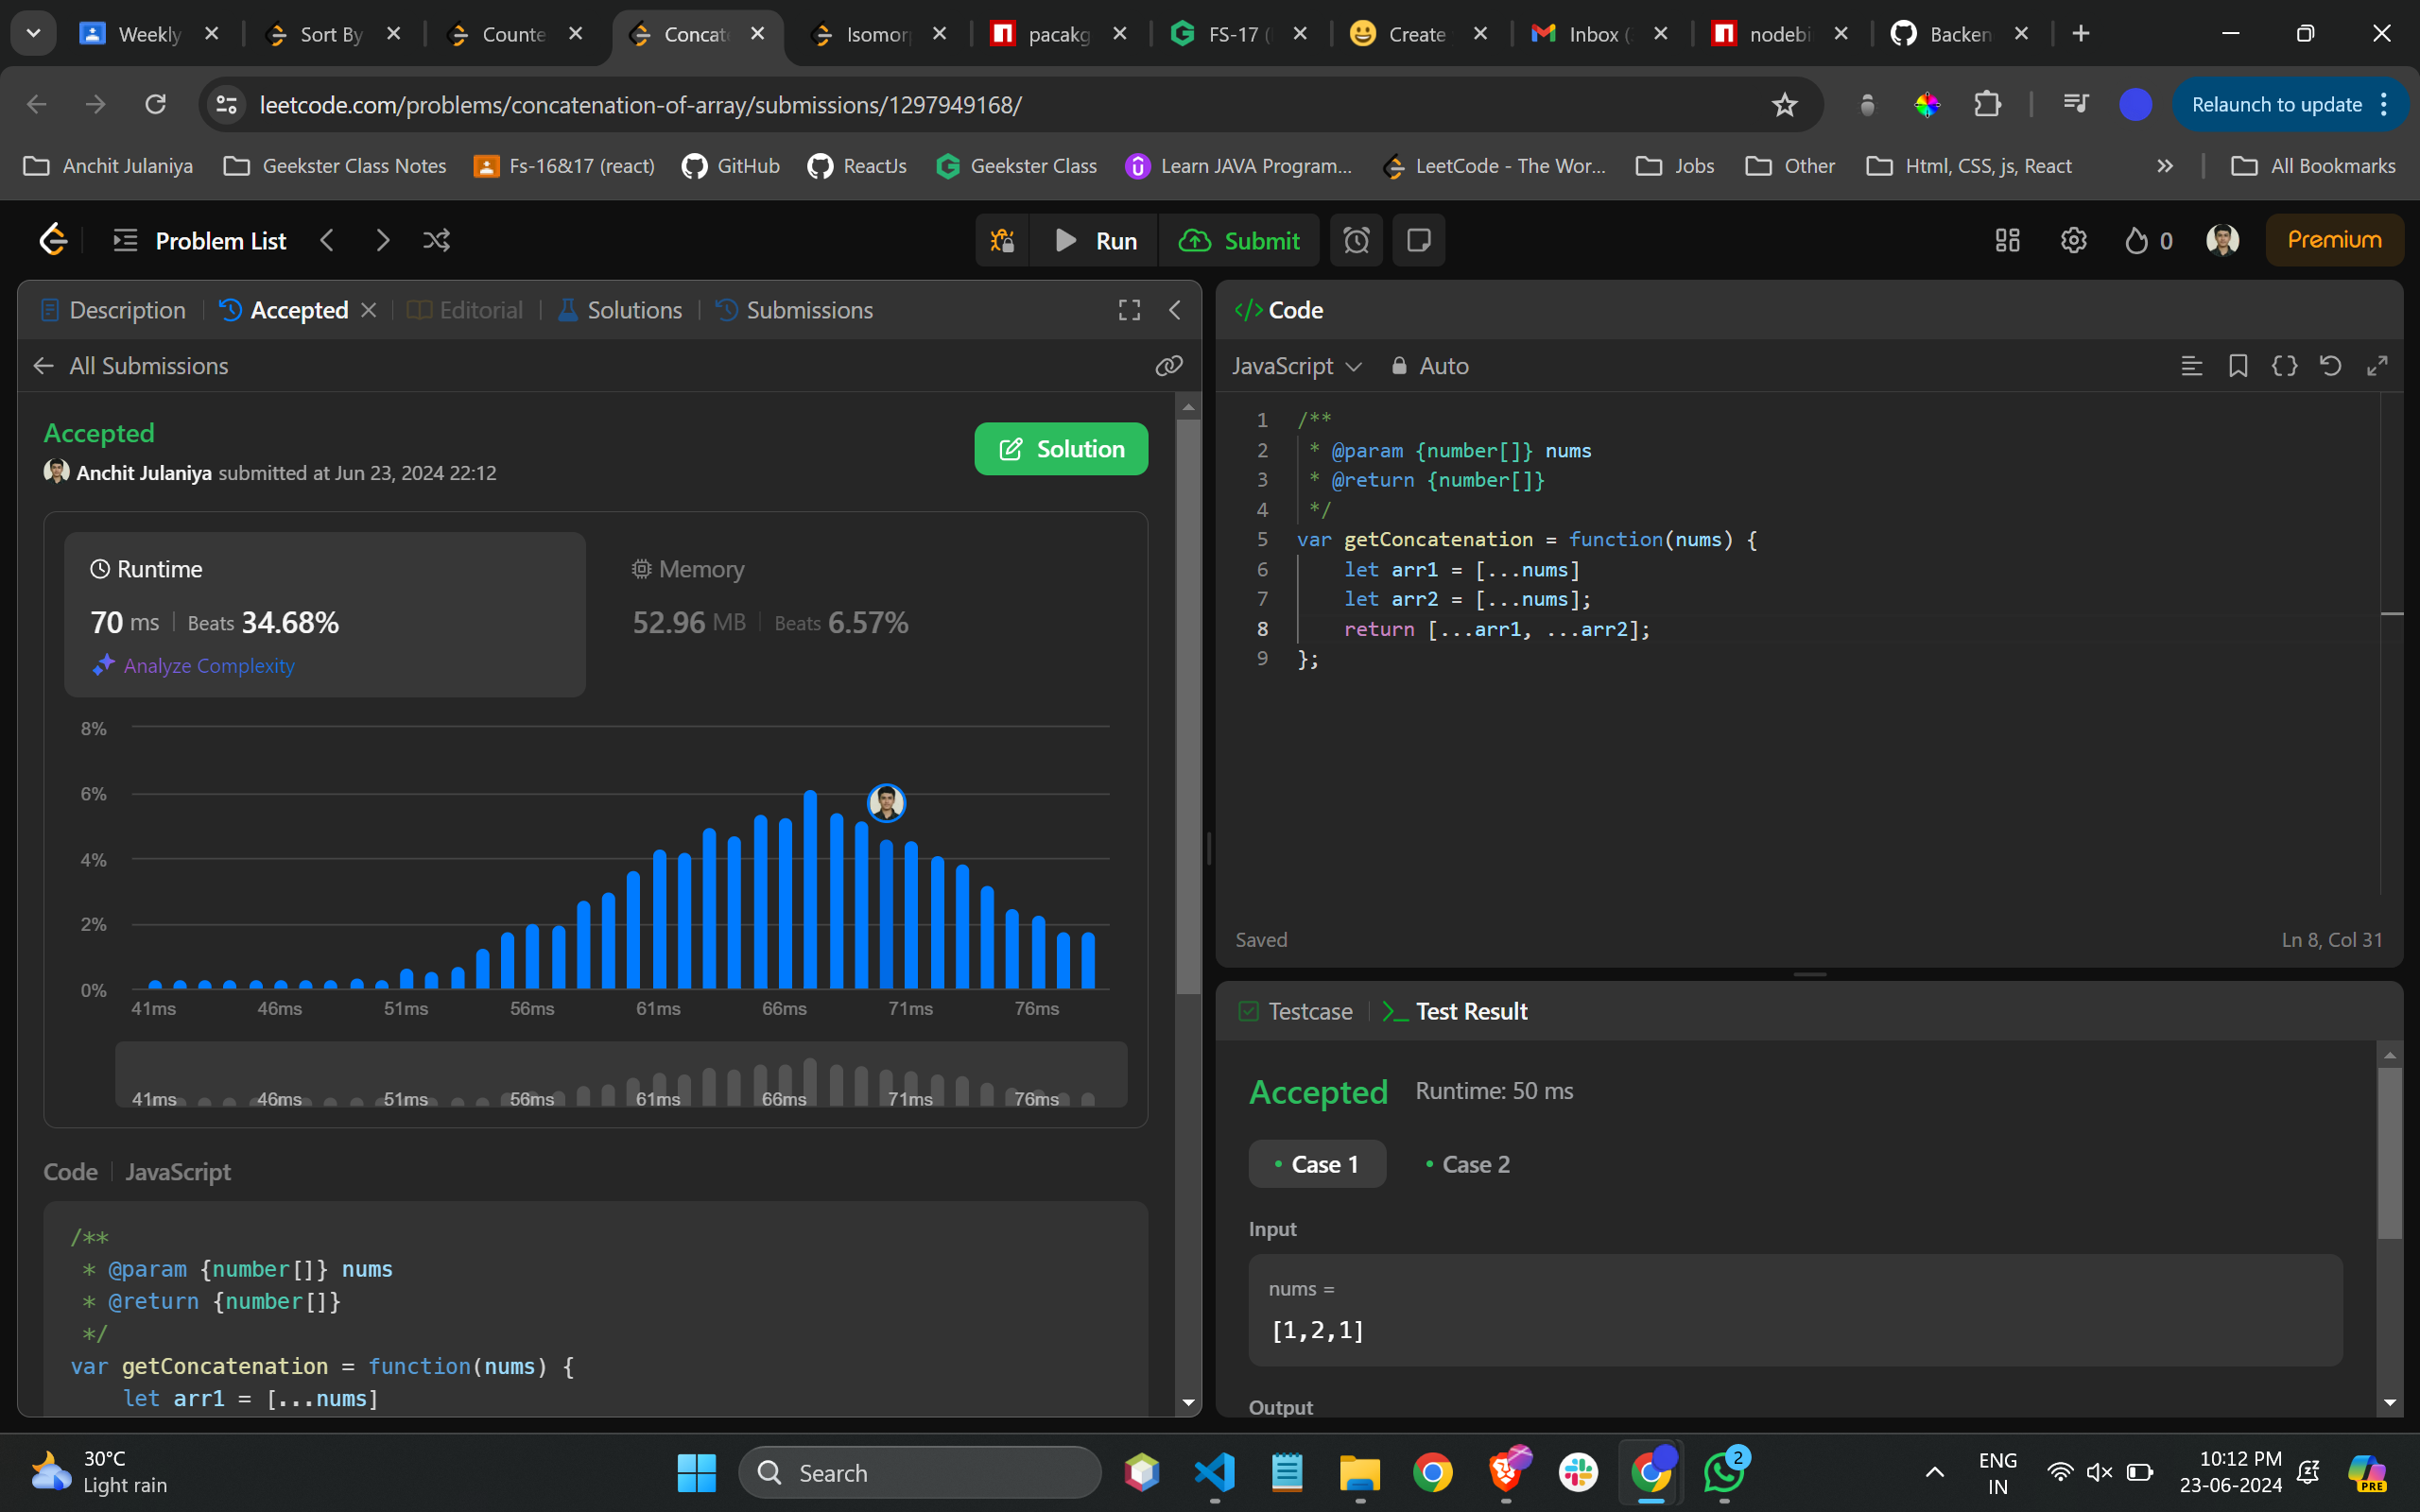 Weekly
Sort By
Counte
Concat
Isomorp
pacakg
FS-17 (
Create
Inbox (
nodebi
Backen
leetcode.com/problems/concatenation-of-array/submissions/1297949168/
Relaunch to update
Anchit Julaniya
Geekster Class Notes
Fs-16&17 (react)
GitHub
ReactJs
Geekster Class
Learn JAVA Program...
LeetCode - The Wor...
Jobs
Other
Html, CSS, js, React
All Bookmarks
Problem List
Run
Submit
0
Premium
Description
Accepted
Editorial
Solutions
Submissions
All Submissions
Accepted
Anchit Julaniya submitted at Jun 23, 2024 22:12
Solution
Runtime
70 ms | Beats 34.68%
Analyze Complexity
Memory
52.96 MB | Beats 6.57%
8%
6%
4%
2%
0%
41ms 46ms 51ms 56ms 61ms 66ms 71ms 76ms
41ms 46ms 51ms 56ms 61ms 66ms 71ms 76ms
Code | JavaScript
/**
 * @param {number[]} nums
 * @return {number[]}
 */
var getConcatenation = function(nums) {
    let arr1 = [...nums]
</> Code
JavaScript
Auto
1 /**
2  * @param {number[]} nums
3  * @return {number[]}
4  */
5 var getConcatenation = function(nums) {
6     let arr1 = [...nums]
7     let arr2 = [...nums];
8     return [...arr1, ...arr2];
9 };
Saved
Ln 8, Col 31
Testcase
Test Result
Accepted
Runtime: 50 ms
• Case 1
• Case 2
Input
nums =
[1,2,1]
Output
30°C
Light rain
Search
2
ENG
IN
10:12 PM
23-06-2024
PRE